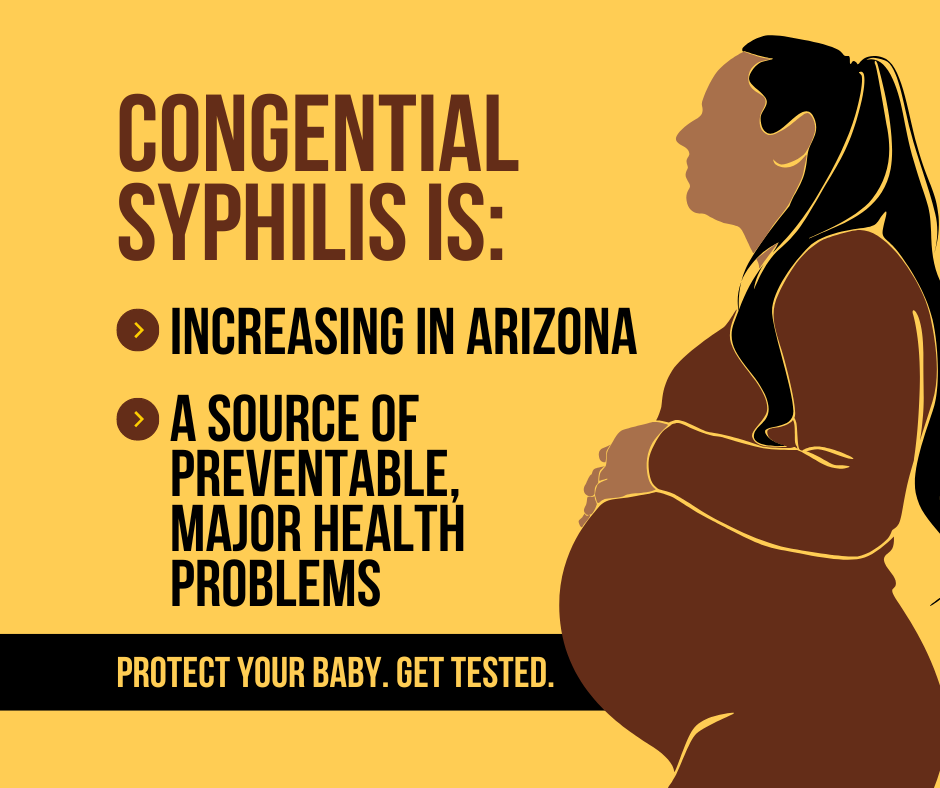 CONGENTIAL
SYPHILIS IS:
INCREASING IN ARIZONA
A SOURCE OF
PREVENTABLE,
MAJOR HEALTH
PROBLEMS
PROTECT YOUR BABY. GET TESTED.